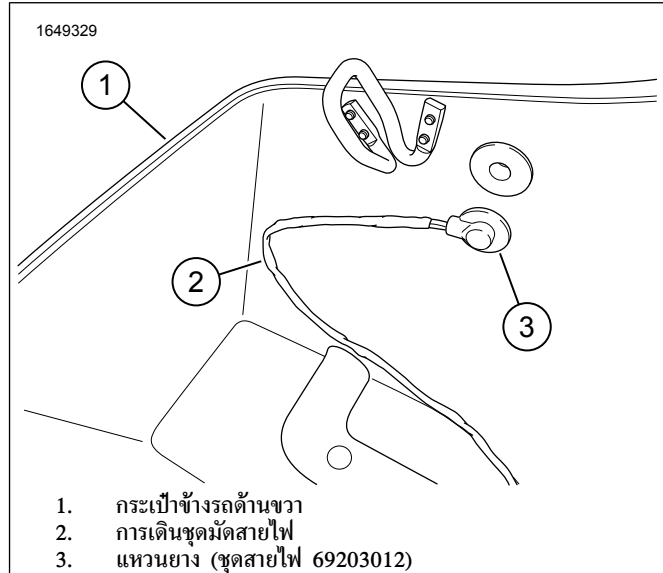 1649329
1
2
3
1. กระเป๋าข้างรถด้านขวา
2. การเดินชุดมัดสายไฟ
3. แหวนยาง (ชุดสายไฟ 69203012)